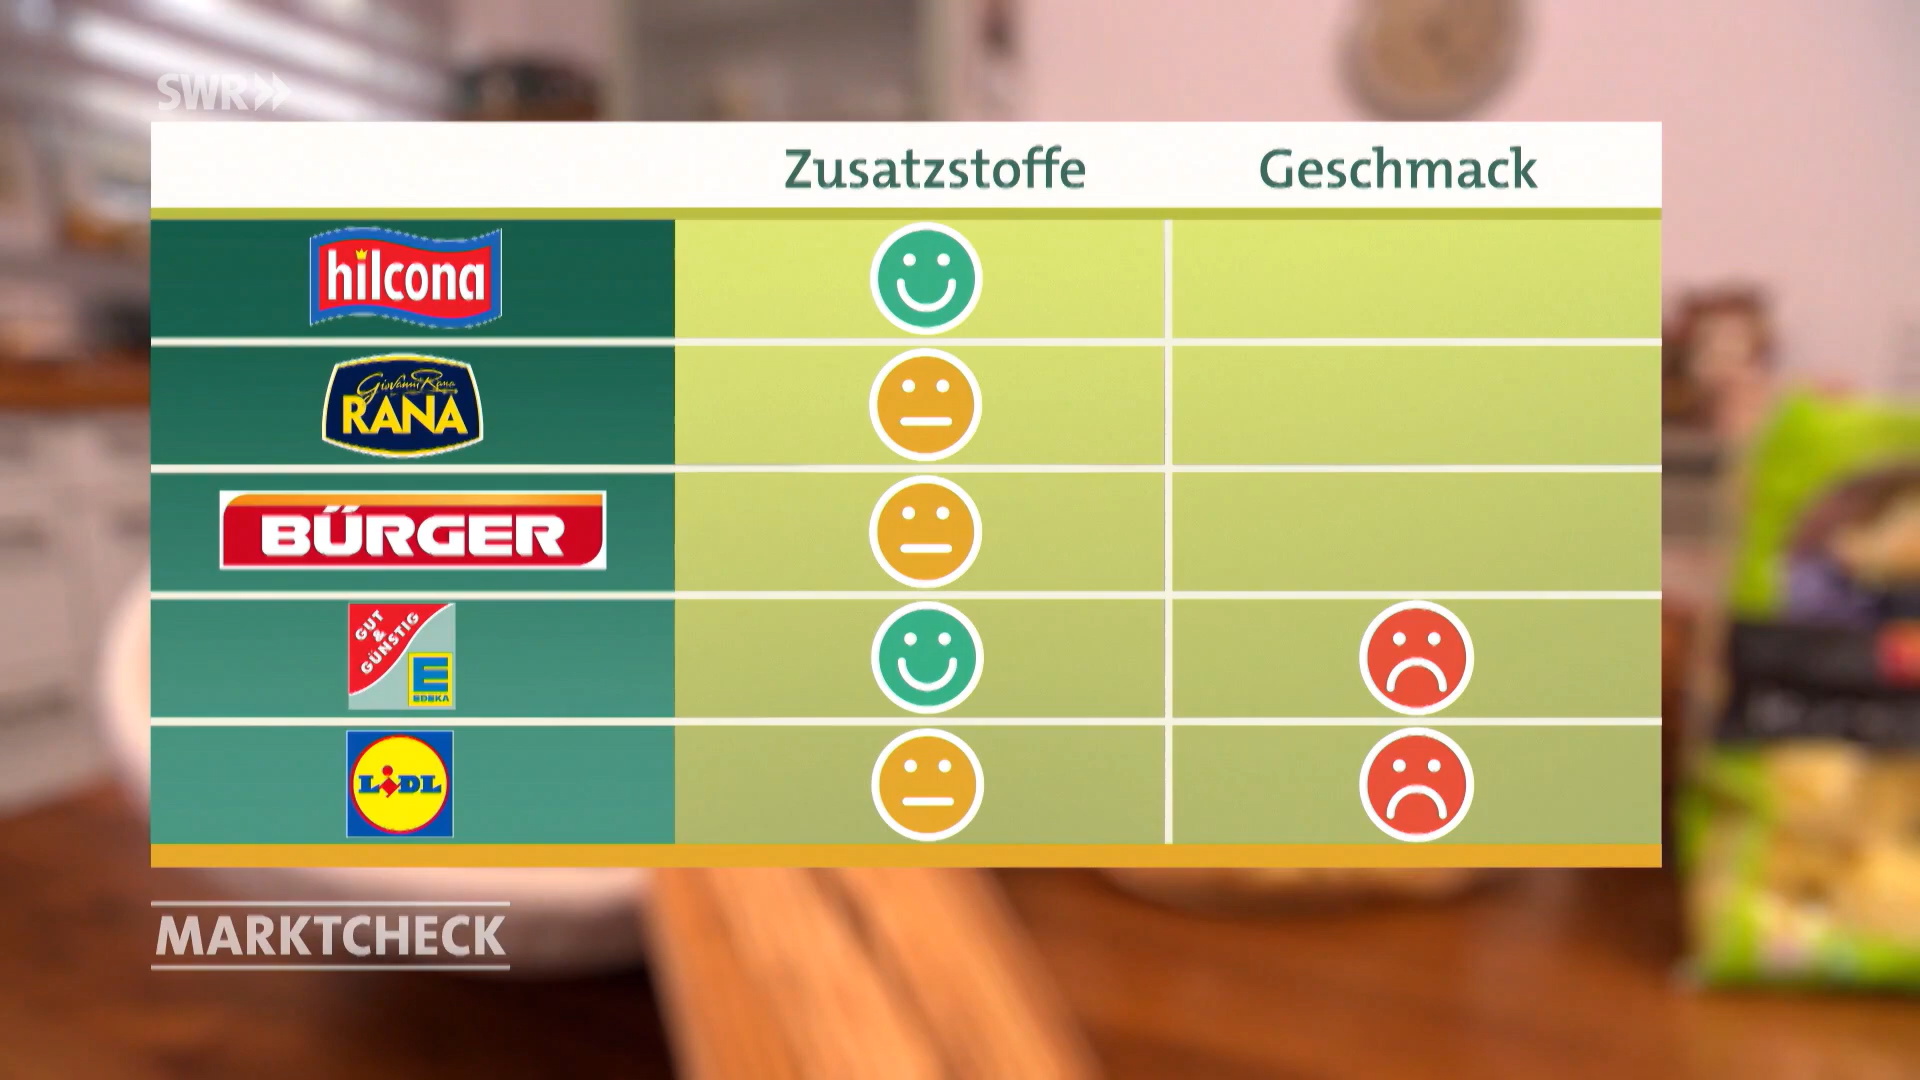 SWR
Zusatzstoffe Geschmack
hilcona
Giovanni Rana
RANA
BÜRGER
GUT
&
GÜNSTIG
E
EDEKA
LiDL
MARKTCHECK